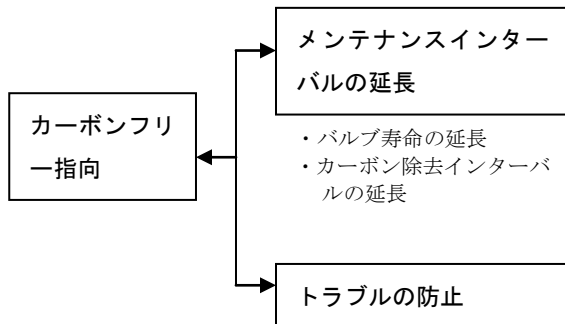 カーボンフリ
ー指向
メンテナンスインター
バルの延長
・バルブ寿命の延長
・カーボン除去インターバ
ルの延長
トラブルの防止